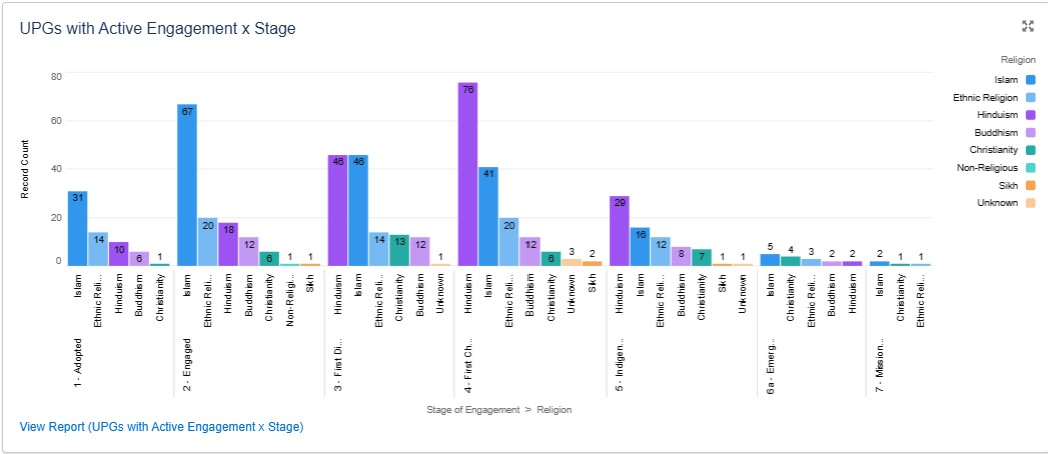 UPGs with Active Engagement x Stage
Religion
Islam
Ethnic Religion
Hinduism
Buddhism
Christianity
Non-Religious
Sikh
Unknown
Record Count
80
60
40
20
0
31 14 10 6 1
67 20 18 12 6 1 1
46 46 14 13 12 1
76 41 20 12 6 3 2
29 16 12 8 7 1 1
5 4 3 2 2
2 1 1
Islam Ethnic Reli... Hinduism Buddhism Christianity
Islam Ethnic Reli... Hinduism Buddhism Christianity Non-Religi... Sikh
Hinduism Islam Ethnic Reli... Christianity Buddhism Unknown
Hinduism Islam Ethnic Reli... Buddhism Christianity Unknown Sikh
Hinduism Islam Ethnic Reli... Buddhism Christianity Sikh Unknown
Islam Christianity Ethnic Reli... Buddhism Hinduism
Islam Christianity Ethnic Reli...
1 - Adopted
2 - Engaged
3 - First Di...
4 - First Ch...
5 - Indigen...
6a - Emerg...
7 - Mission...
Stage of Engagement > Religion
View Report (UPGs with Active Engagement x Stage)